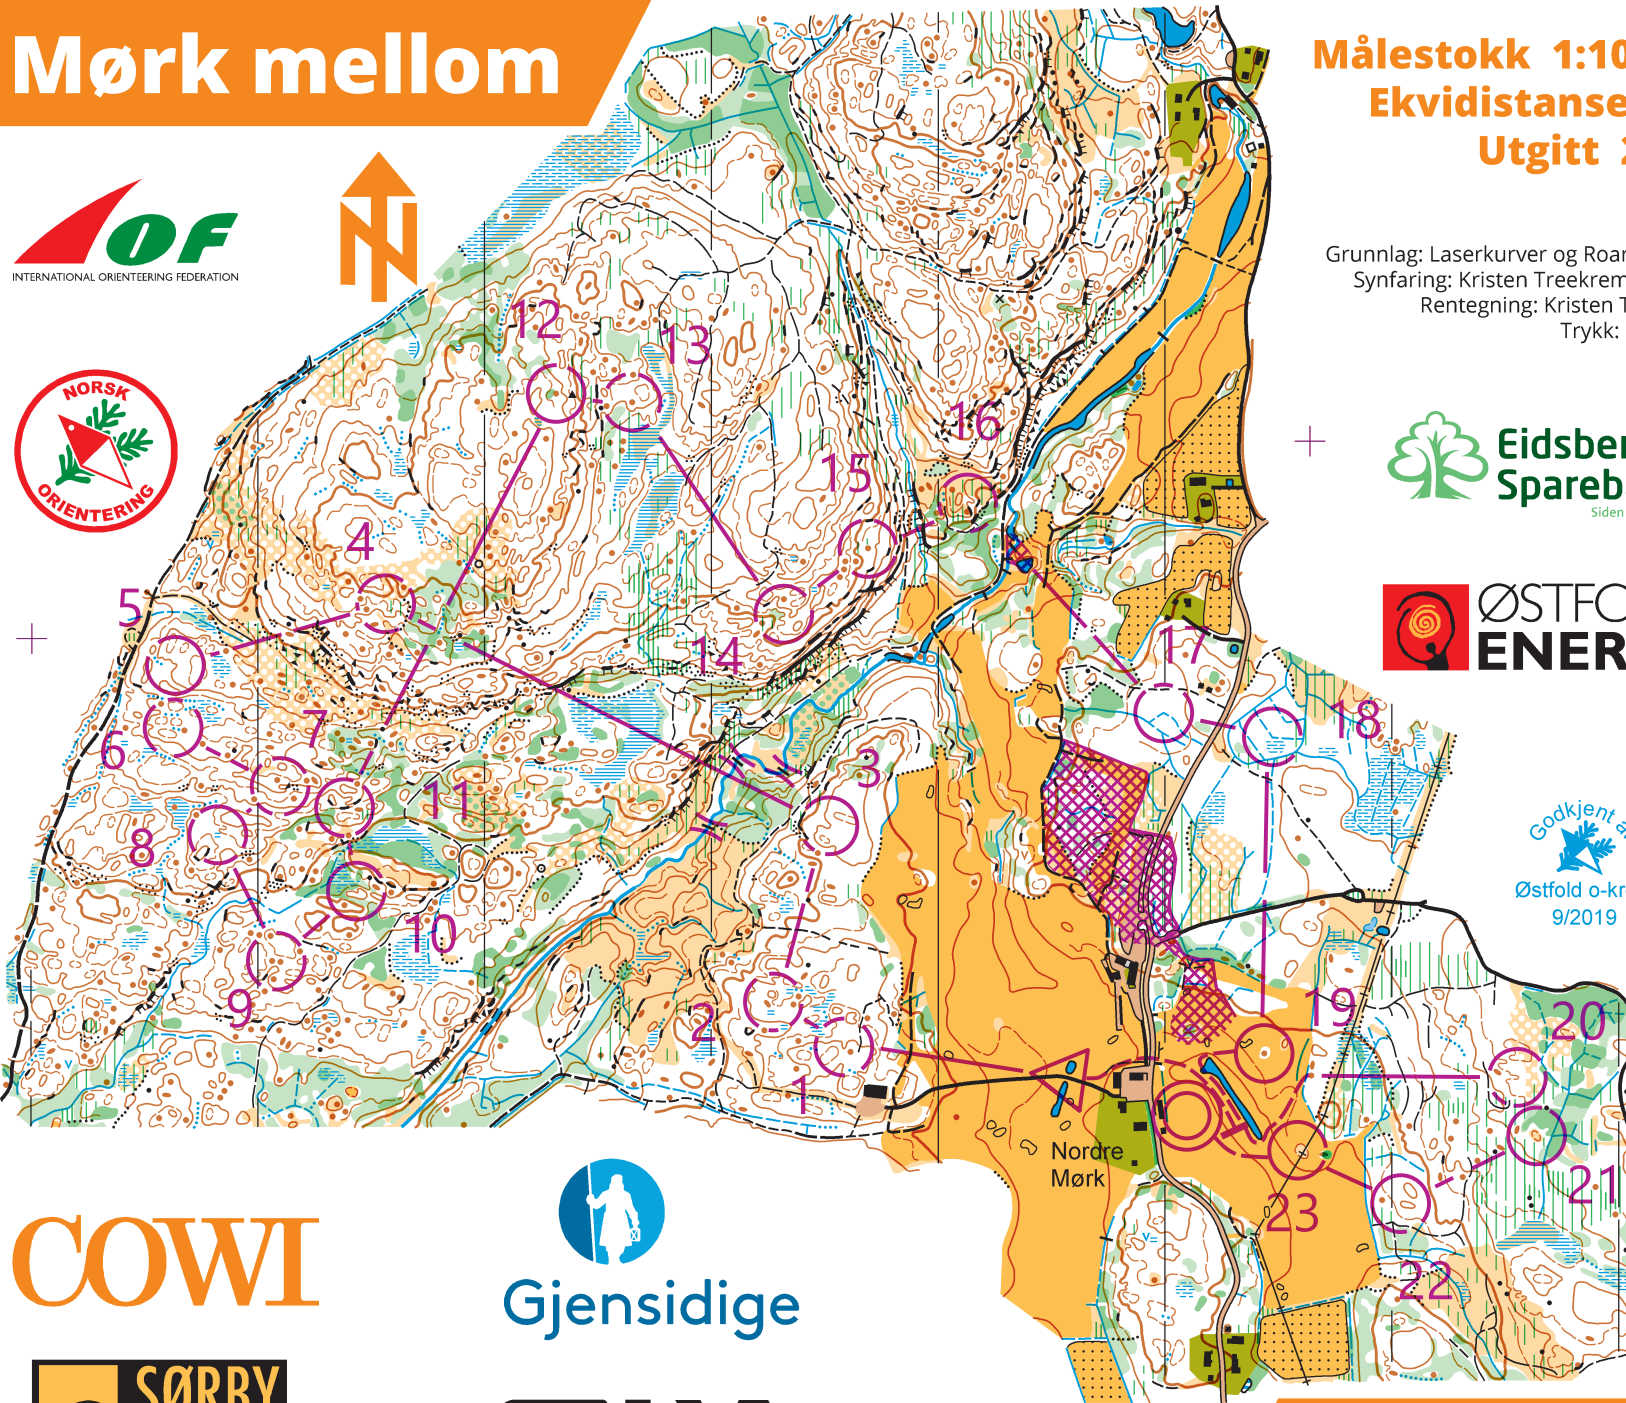 Mørk mellom
Målestokk 1:10
Ekvidistanse
Utgitt
IOF
INTERNATIONAL ORIENTEERING FEDERATION
NORSK
ORIENTERING
Grunnlag: Laserkurver og Roar
Synfaring: Kristen Treekrem
Rentegning: Kristen T
Trykk:
Eidsber
Spareb
Siden
ØSTFO
ENER
Godkjent a
Østfold o-kr
9/2019
12
13
16
15
4
5
14
17
18
6
7
3
11
8
10
9
2
1
19
20
21
Nordre
Mørk
23
22
COWI
Gjensidige
SØRBY